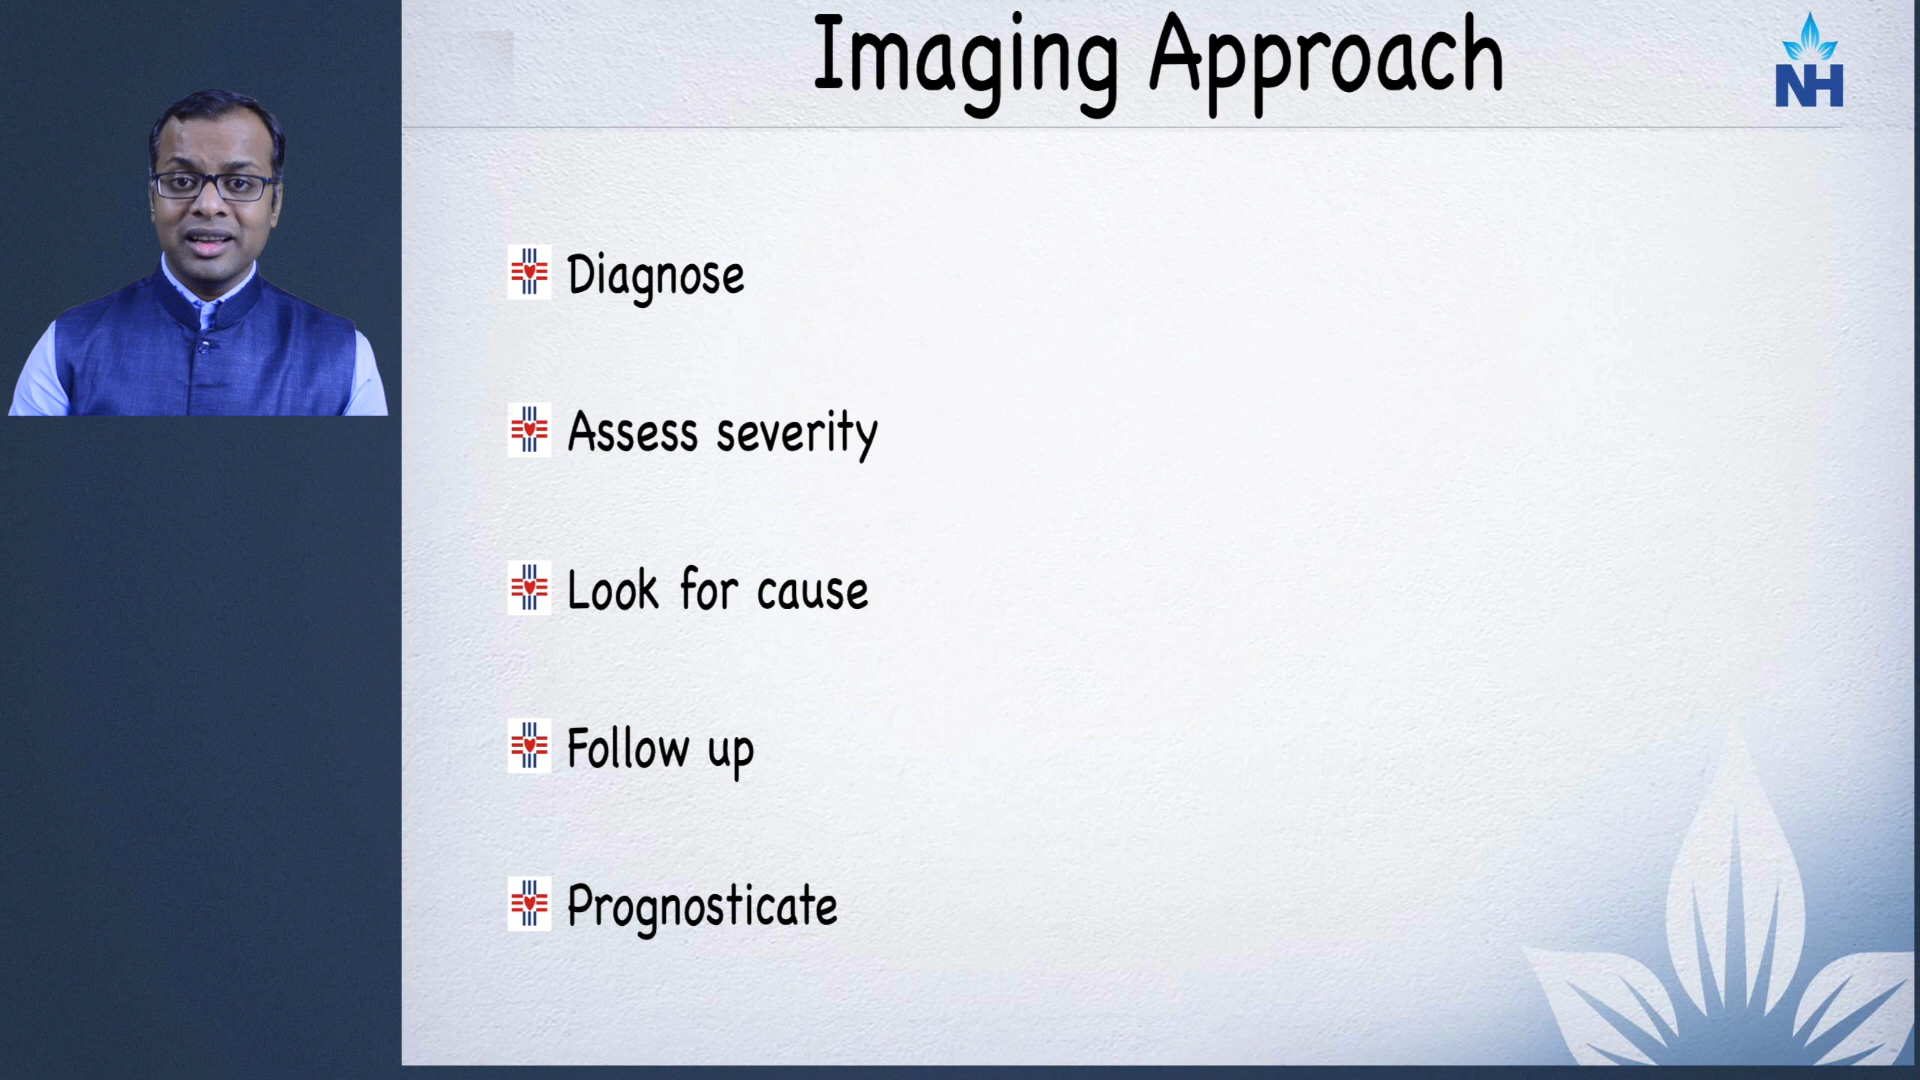 Imaging Approach
NH
Diagnose
Assess severity
Look for cause
Follow up
Prognosticate